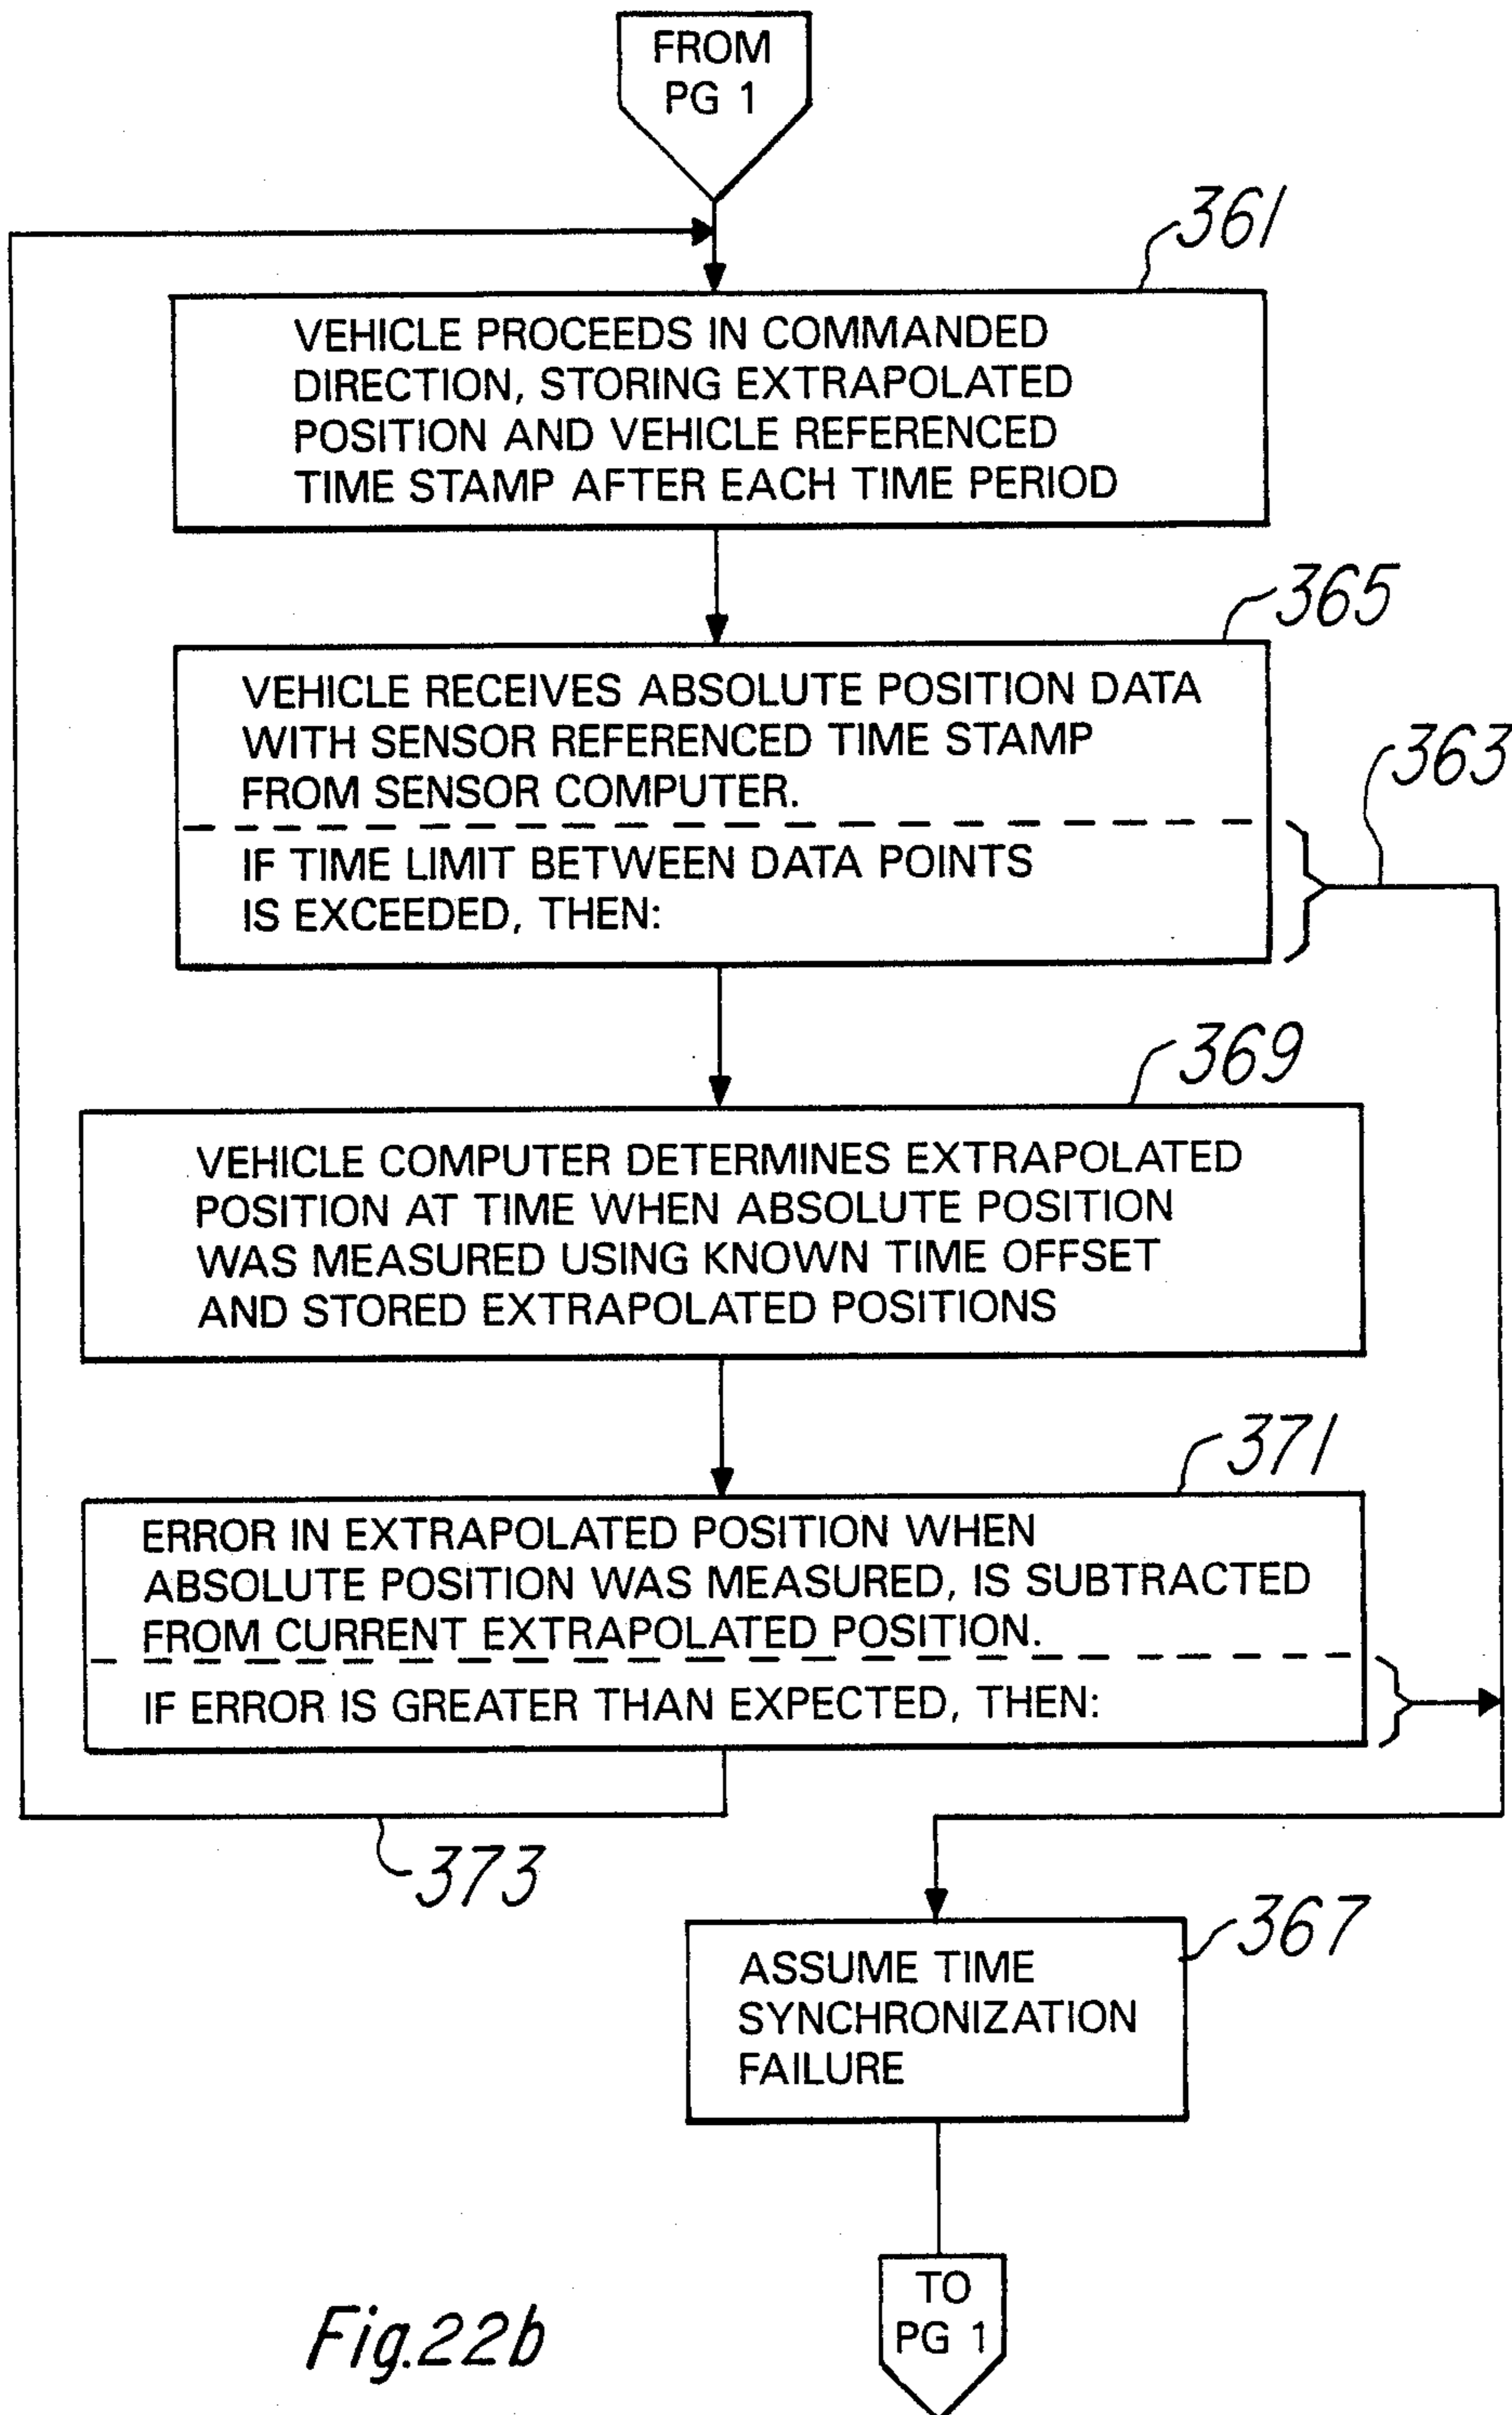 FROM
PG 1
361
VEHICLE PROCEEDS IN COMMANDED
DIRECTION, STORING EXTRAPOLATED
POSITION AND VEHICLE REFERENCED
TIME STAMP AFTER EACH TIME PERIOD
365
VEHICLE RECEIVES ABSOLUTE POSITION DATA
WITH SENSOR REFERENCED TIME STAMP
FROM SENSOR COMPUTER.
363
IF TIME LIMIT BETWEEN DATA POINTS
IS EXCEEDED, THEN:
369
VEHICLE COMPUTER DETERMINES EXTRAPOLATED
POSITION AT TIME WHEN ABSOLUTE POSITION
WAS MEASURED USING KNOWN TIME OFFSET
AND STORED EXTRAPOLATED POSITIONS
371
ERROR IN EXTRAPOLATED POSITION WHEN
ABSOLUTE POSITION WAS MEASURED, IS SUBTRACTED
FROM CURRENT EXTRAPOLATED POSITION.
IF ERROR IS GREATER THAN EXPECTED, THEN:
373
367
ASSUME TIME
SYNCHRONIZATION
FAILURE
TO
PG 1
Fig.22b